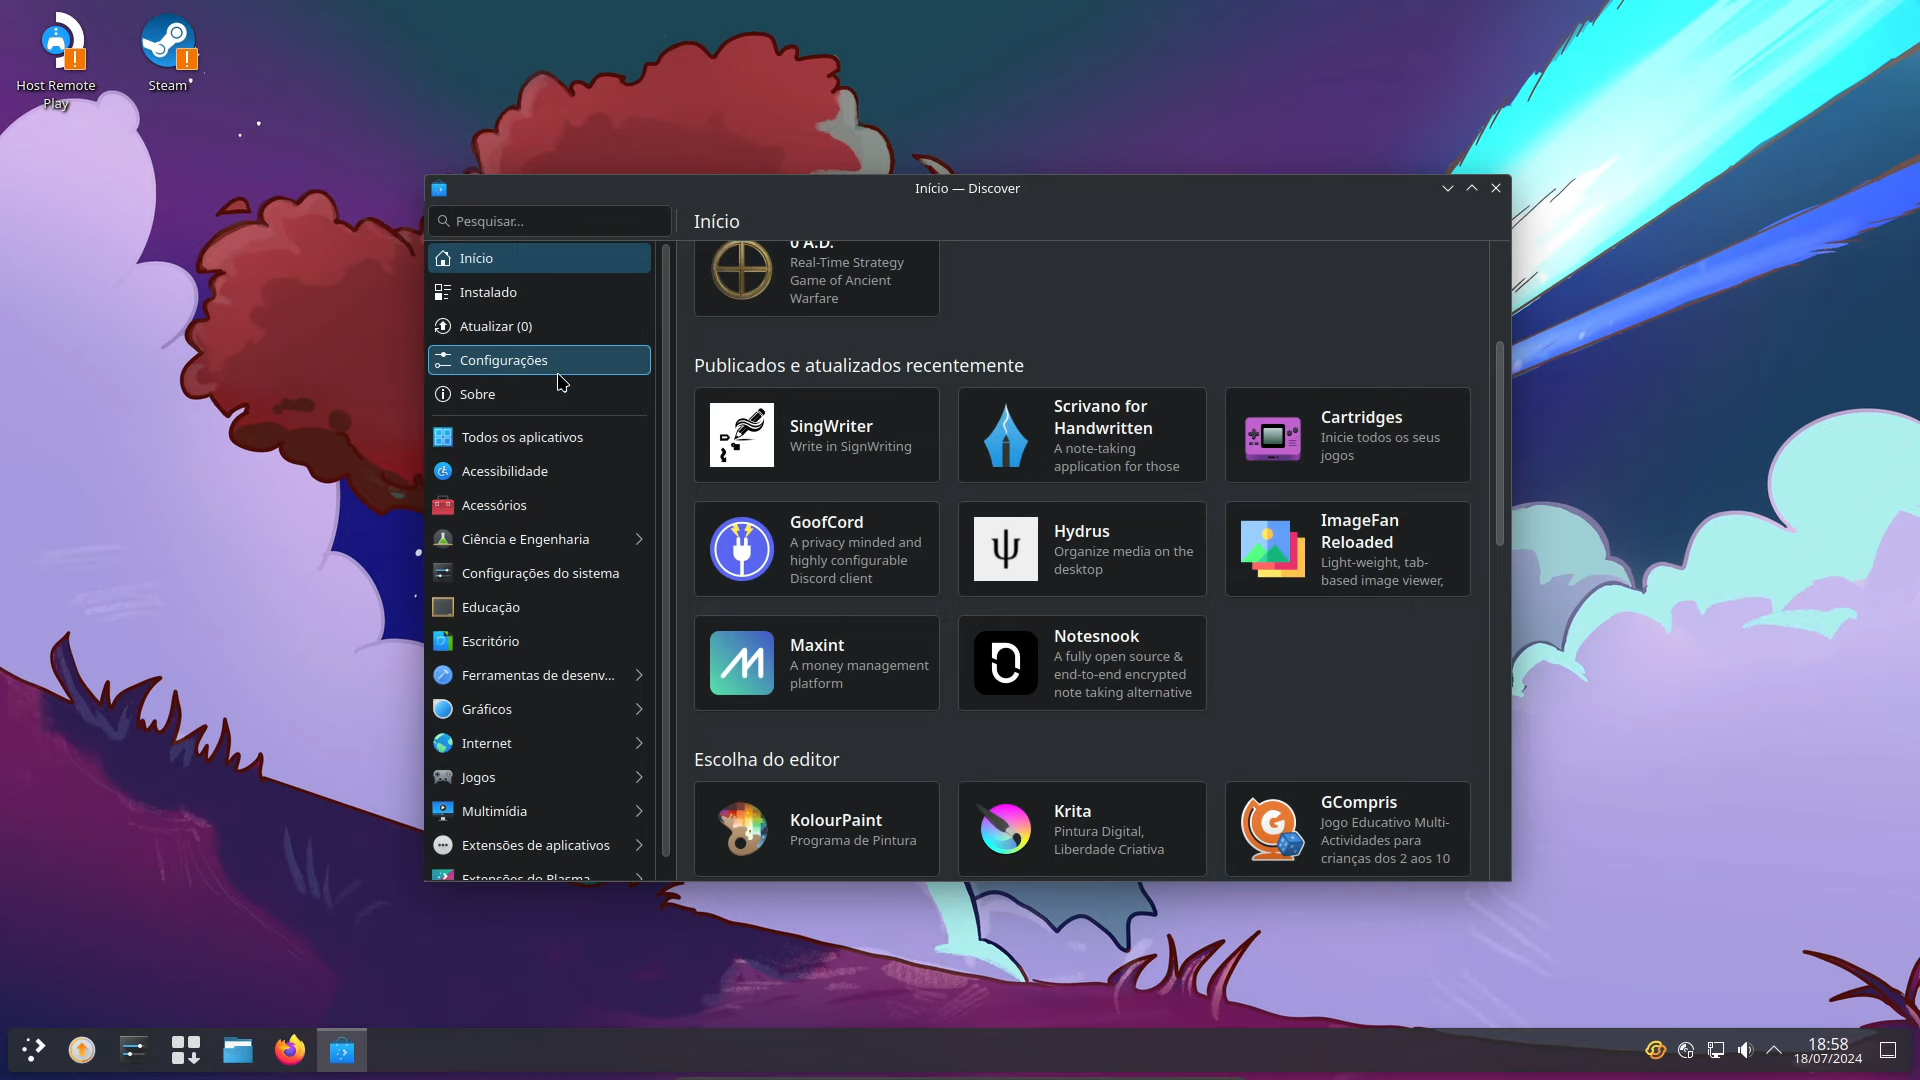 Host Remote
Play
Steam
Início — Discover
Pesquisar...
Início
Início
Instalado
Atualizar (0)
Configurações
Sobre
Todos os aplicativos
Acessibilidade
Acessórios
Ciência e Engenharia
Configurações do sistema
Educação
Escritório
Ferramentas de desenv...
Gráficos
Internet
Jogos
Multimídia
Extensões de aplicativos
Extensões do Plasma
0 A.D.
Real-Time Strategy
Game of Ancient
Warfare
Publicados e atualizados recentemente
SingWriter
Write in SignWriting
Scrivano for
Handwritten
A note-taking
application for those
Cartridges
Inicie todos os seus
jogos
GoofCord
A privacy minded and
highly configurable
Discord client
Hydrus
Organize media on the
desktop
ImageFan
Reloaded
Light-weight, tab-
based image viewer,
Maxint
A money management
platform
Notesnook
A fully open source &
end-to-end encrypted
note taking alternative
Escolha do editor
KolourPaint
Programa de Pintura
Krita
Pintura Digital,
Liberdade Criativa
GCompris
Jogo Educativo Multi-
Actividades para
crianças dos 2 aos 10
18:58
18/07/2024